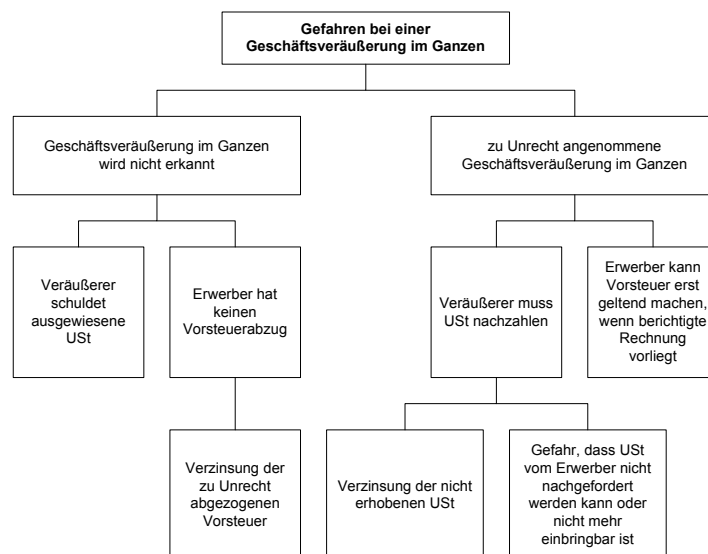 Gefahren bei einer
Geschäftsveräußerung im Ganzen
Geschäftsveräußerung im Ganzen
wird nicht erkannt
zu Unrecht angenommene
Geschäftsveräußerung im Ganzen
Veräußerer
schuldet
ausgewiesene
USt
Erwerber hat
keinen
Vorsteuerabzug
Veräußerer muss
USt nachzahlen
Erwerber kann
Vorsteuer erst
geltend machen,
wenn berichtigte
Rechnung
vorliegt
Verzinsung der
zu Unrecht
abgezogenen
Vorsteuer
Verzinsung der nicht
erhobenen USt
Gefahr, dass USt
vom Erwerber nicht
nachgefordert
werden kann oder
nicht mehr
einbringbar ist